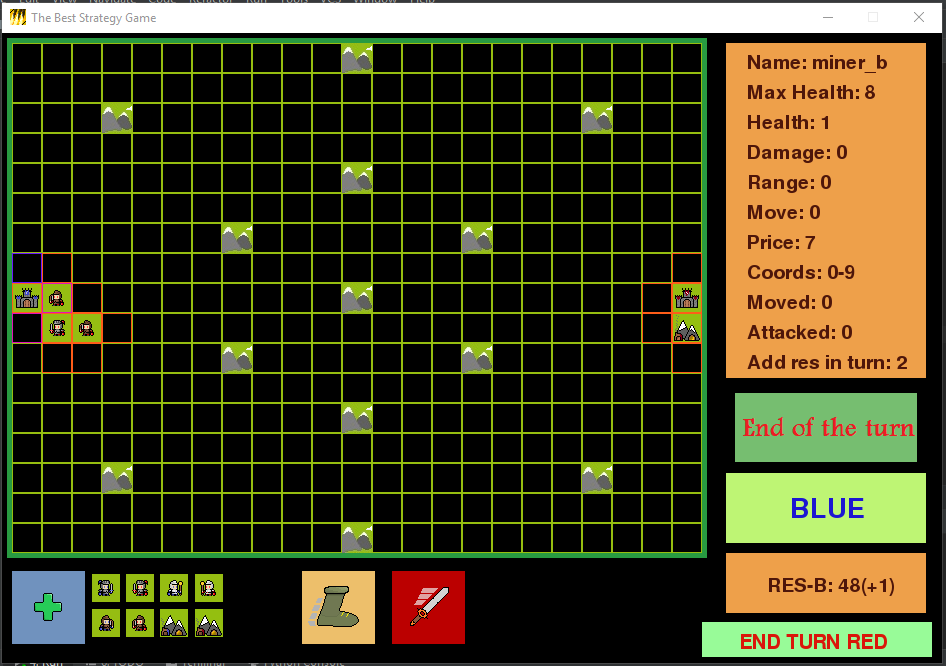 The Best Strategy Game
Name: miner_b
Max Health: 8
Health: 1
Damage: 0
Range: 0
Move: 0
Price: 7
Coords: 0-9
Moved: 0
Attacked: 0
Add res in turn: 2
End of the turn
BLUE
RES-B: 48(+1)
END TURN RED